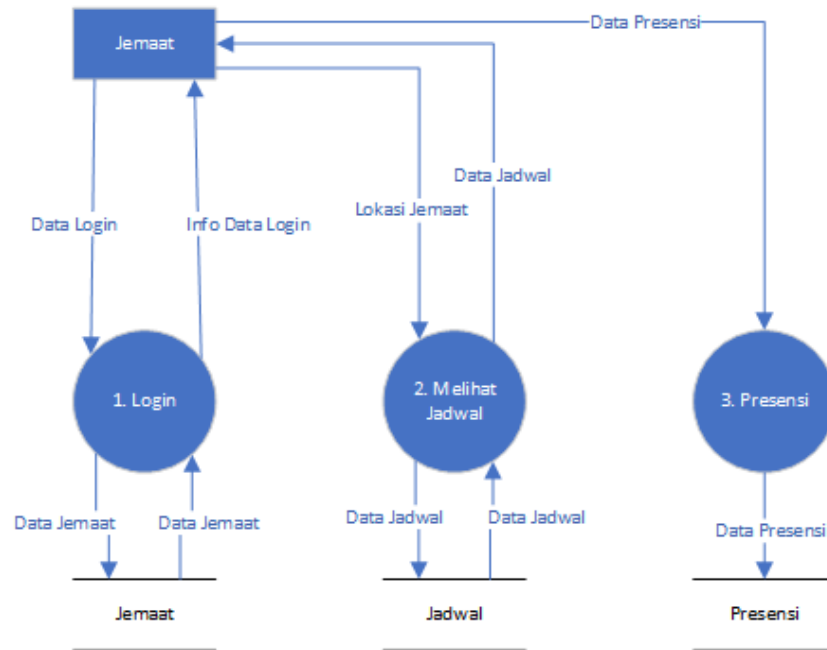 Data Presensi
Jemaat
Data Jadwal
Lokasi Jemaat
Data Login
Info Data Login
1. Login
2. Melihat
Jadwal
3. Presensi
Data Jemaat
Data Jemaat
Data Jadwal
Data Jadwal
Data Presensi
Jemaat
Jadwal
Presensi